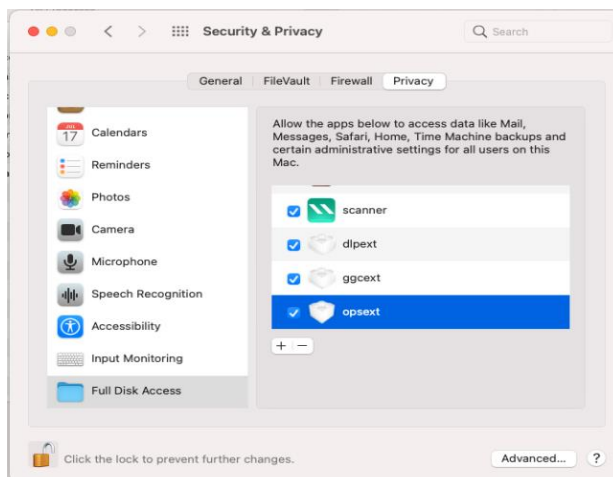 Security & Privacy
Search
General
FileVault
Firewall
Privacy
JUL
17
Calendars
Reminders
Photos
Camera
Microphone
Speech Recognition
Accessibility
Input Monitoring
Full Disk Access
Allow the apps below to access data like Mail,
Messages, Safari, Home, Time Machine backups and
certain administrative settings for all users on this
Mac.
scanner
dlpext
ggcext
opsext
+ −
Click the lock to prevent further changes.
Advanced...
?